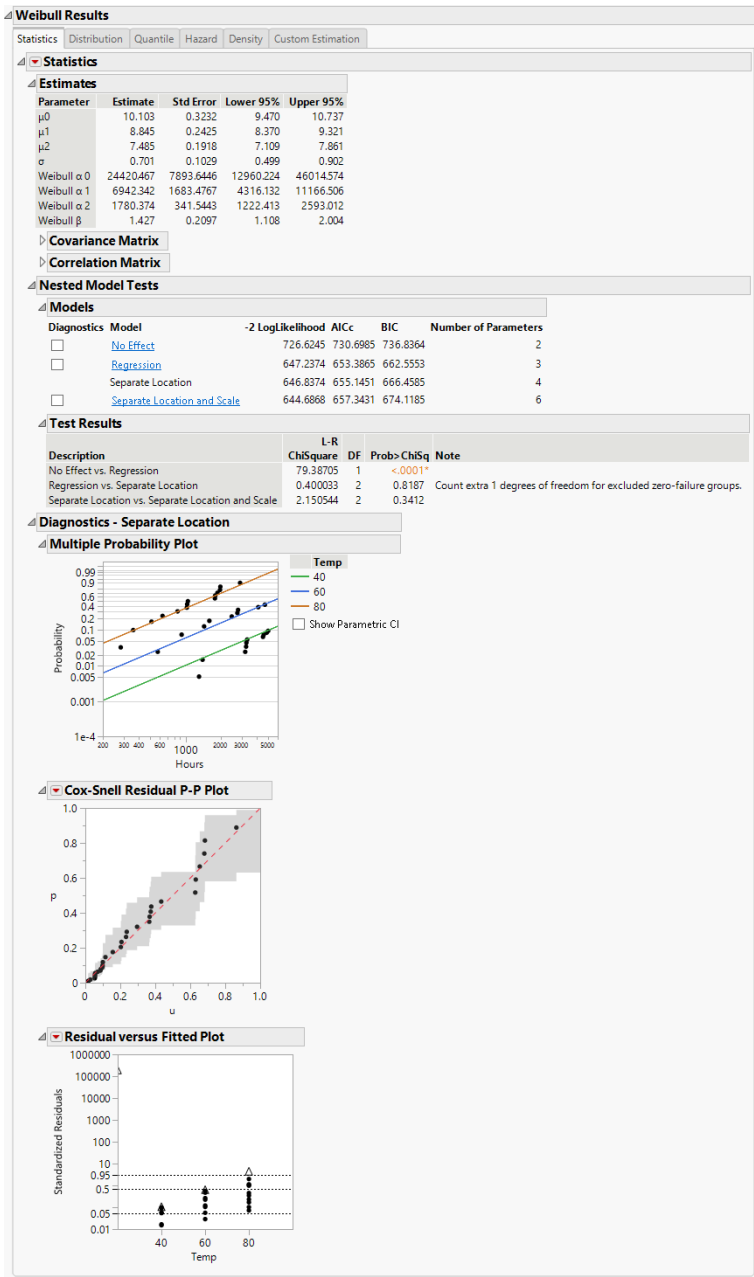 Weibull Results
Statistics Distribution Quantile Hazard Density Custom Estimation
Statistics
Estimates
Parameter Estimate Std Error Lower 95% Upper 95%
μ0 10.103 0.3232 9.470 10.737
μ1 8.845 0.2425 8.370 9.321
μ2 7.485 0.1918 7.109 7.861
σ 0.701 0.1029 0.499 0.902
Weibull α 0 24420.467 7893.6446 12960.224 46014.574
Weibull α 1 6942.342 1683.4767 4316.132 11166.506
Weibull α 2 1780.374 341.5443 1222.413 2593.012
Weibull β 1.427 0.2097 1.108 2.004
Covariance Matrix
Correlation Matrix
Nested Model Tests
Models
Diagnostics Model -2 LogLikelihood AICc BIC Number of Parameters
No Effect 726.6245 730.6985 736.8364 2
Regression 647.2374 653.3865 662.5553 3
Separate Location 646.8374 655.1451 666.4585 4
Separate Location and Scale 644.6868 657.3431 674.1185 6
Test Results
L-R
Description ChiSquare DF Prob>ChiSq Note
No Effect vs. Regression 79.38705 1 <.0001*
Regression vs. Separate Location 0.400033 2 0.8187 Count extra 1 degrees of freedom for excluded zero-failure groups.
Separate Location vs. Separate Location and Scale 2.150544 2 0.3412
Diagnostics - Separate Location
Multiple Probability Plot
Temp
40
60
80
Show Parametric CI
Probability
0.99
0.9
0.6
0.4
0.2
0.1
0.05
0.02
0.01
0.005
0.001
1e-4
200 300 400 600 1000 2000 3000 5000
Hours
Cox-Snell Residual P-P Plot
p
1.0
0.8
0.6
0.4
0.2
0
0 0.2 0.4 0.6 0.8 1.0
u
Residual versus Fitted Plot
Standardized Residuals
1000000
100000
10000
1000
100
10
0.95
0.5
0.05
0.01
40 60 80
Temp